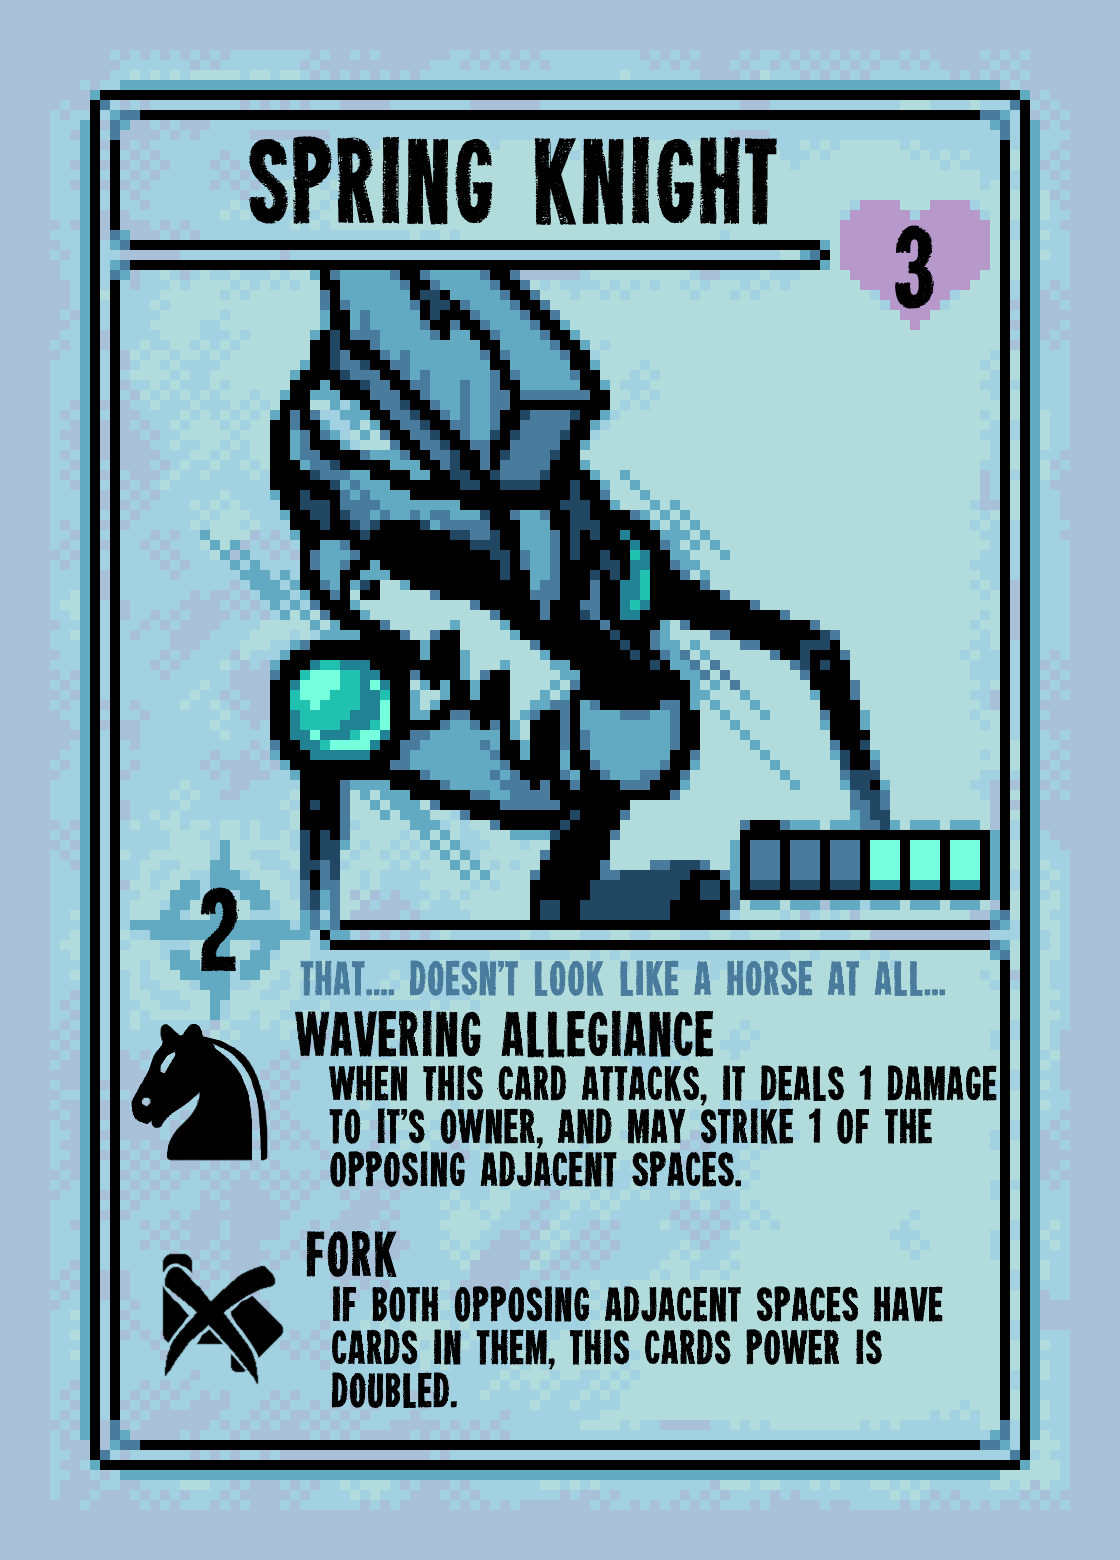 SPRING KNIGHT
3
2
THAT.... DOESN'T LOOK LIKE A HORSE AT ALL...
WAVERING ALLEGIANCE
WHEN THIS CARD ATTACKS, IT DEALS 1 DAMAGE
TO IT'S OWNER, AND MAY STRIKE 1 OF THE
OPPOSING ADJACENT SPACES.
FORK
IF BOTH OPPOSING ADJACENT SPACES HAVE
CARDS IN THEM, THIS CARDS POWER IS
DOUBLED.